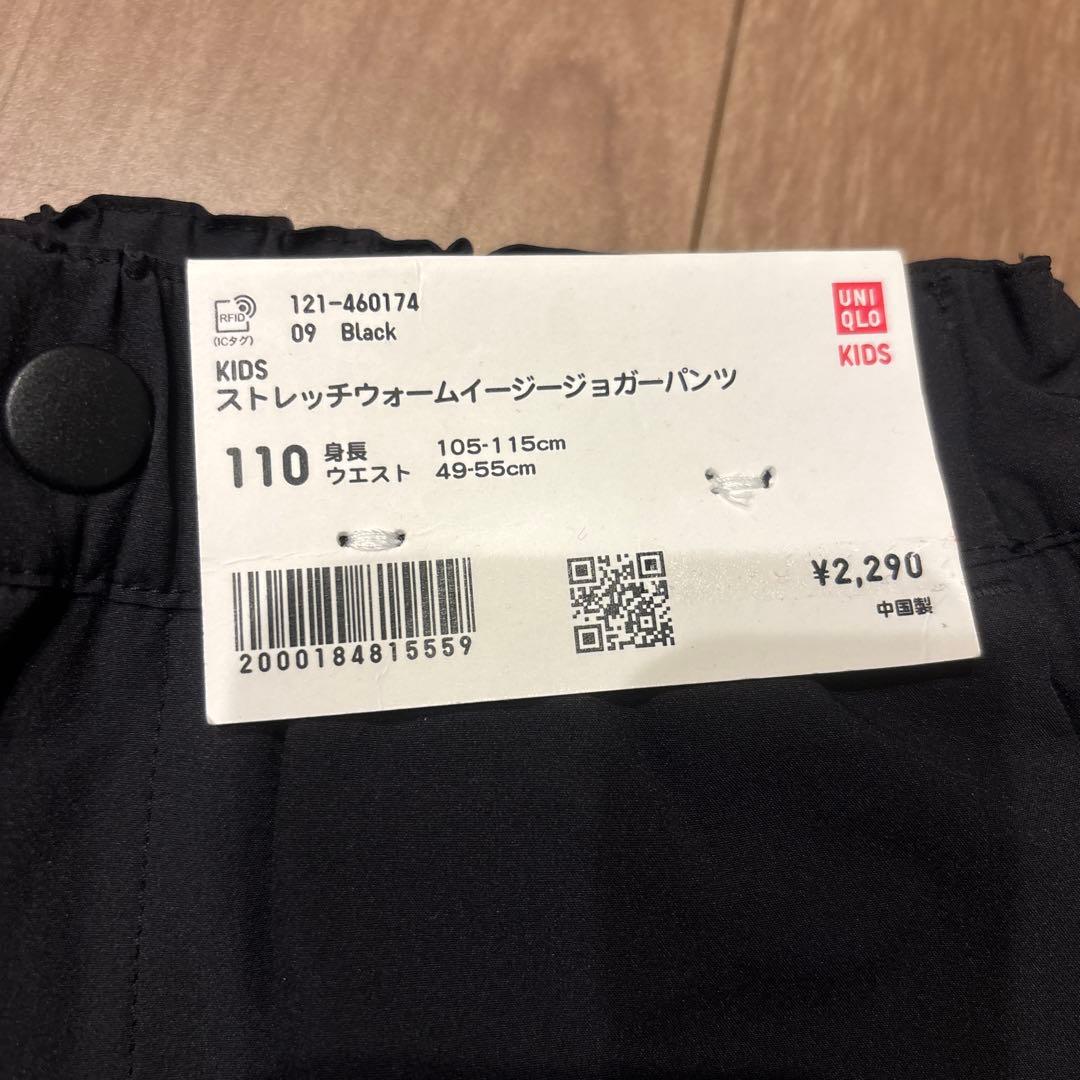 RFID
(ICタグ)
121-460174
09 Black
UNI
QLO
KIDS
KIDS
ストレッチウォームイージージョガーパンツ
110
身長 105-115cm
ウエスト 49-55cm
2000184815559
¥2,290
中国製